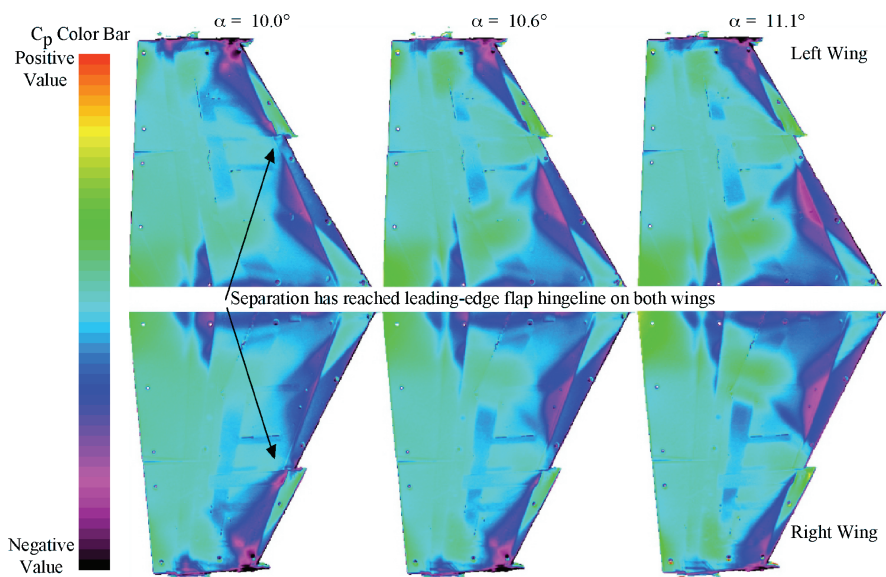 α = 10.0°
α = 10.6°
α = 11.1°
Cp Color Bar
Positive
Value
Left Wing
Separation has reached leading-edge flap hingeline on both wings
Right Wing
Negative
Value